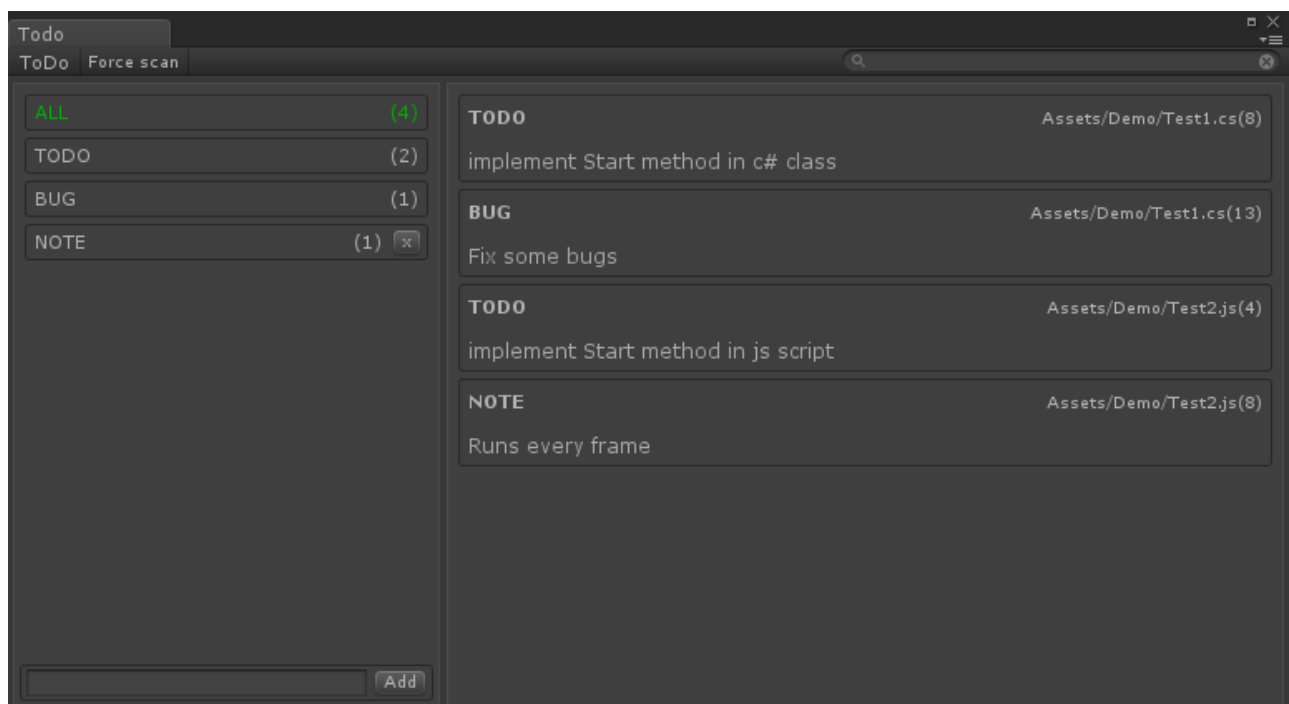 Todo
ToDo Force scan
ALL (4)
TODO (2)
BUG (1)
NOTE (1) x
Add
TODO Assets/Demo/Test1.cs(8)
implement Start method in c# class
BUG Assets/Demo/Test1.cs(13)
Fix some bugs
TODO Assets/Demo/Test2.js(4)
implement Start method in js script
NOTE Assets/Demo/Test2.js(8)
Runs every frame